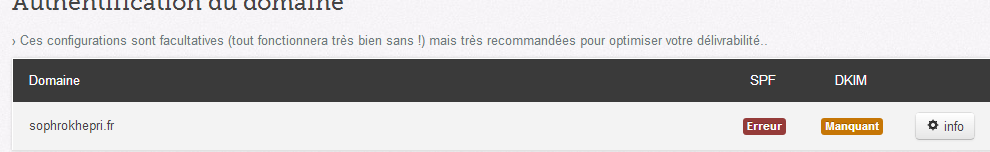 Authentification du domaine
› Ces configurations sont facultatives (tout fonctionnera très bien sans !) mais très recommandées pour optimiser votre délivrabilité..
Domaine SPF DKIM
sophrokhepri.fr Erreur Manquant info